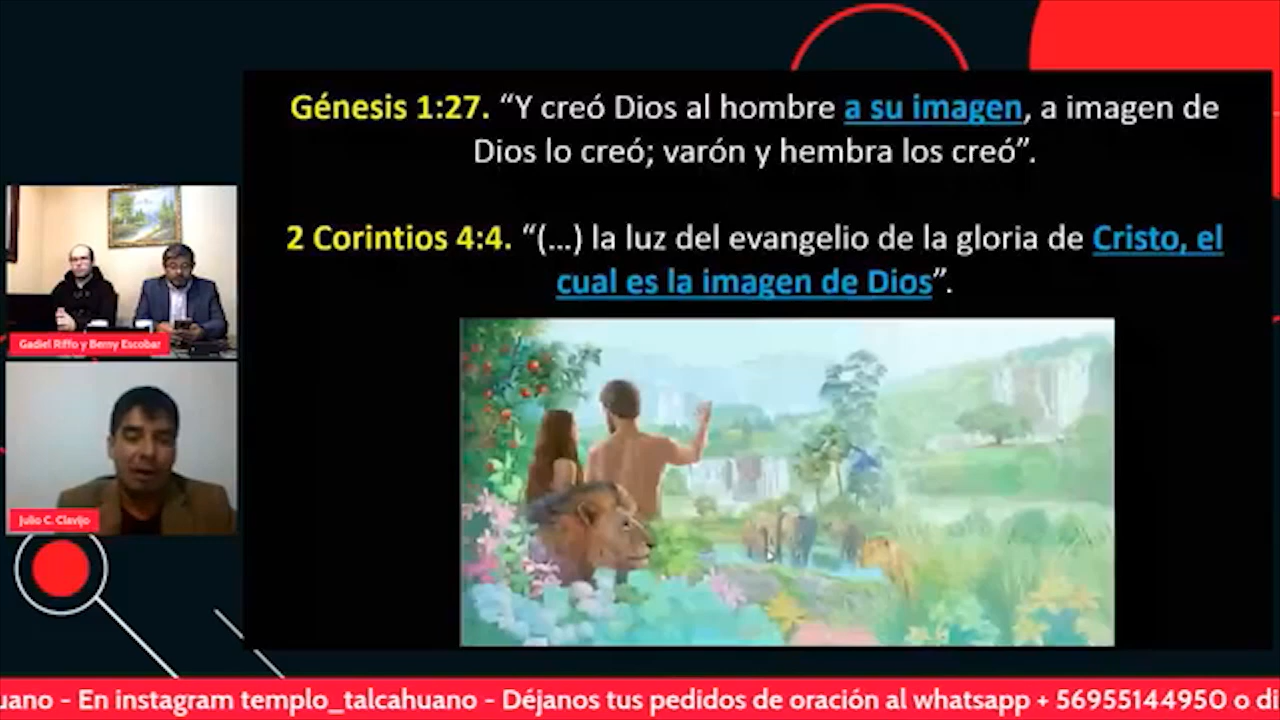 Génesis 1:27. “Y creó Dios al hombre a su imagen, a imagen de
Dios lo creó; varón y hembra los creó”.
2 Corintios 4:4. “(…) la luz del evangelio de la gloria de Cristo, el
cual es la imagen de Dios”.
Gadiel Riffo y Berny Escobar
Julio C. Clavijo
uano - En instagram templo_talcahuano - Déjanos tus pedidos de oración al whatsapp + 56955144950 o di